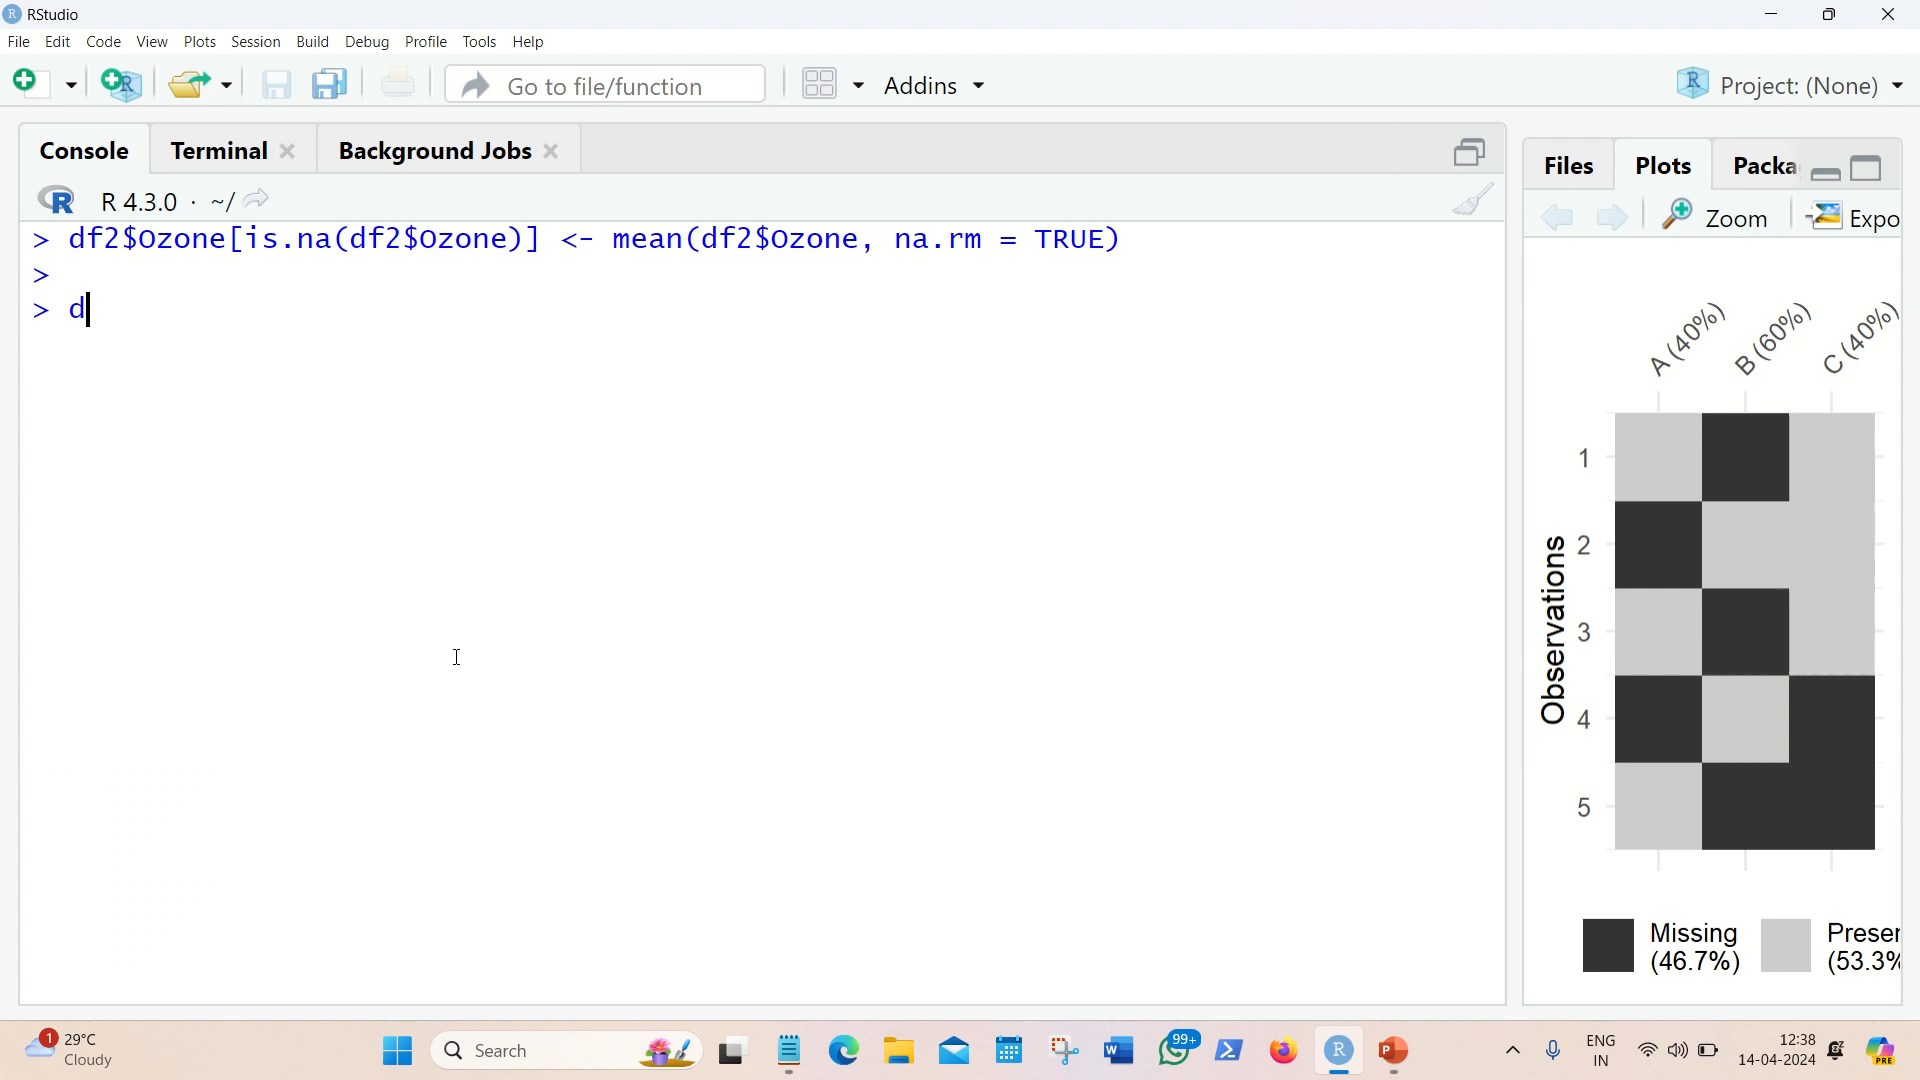 RStudio
File Edit Code View Plots Session Build Debug Profile Tools Help
Go to file/function Addins Project: (None)
Console Terminal Background Jobs
R 4.3.0 · ~/
> df2$Ozone[is.na(df2$Ozone)] <- mean(df2$Ozone, na.rm = TRUE)
>
> d
Files Plots Packa
Zoom Expo
A (40%) B (60%) C (40%)
Observations
1
2
3
4
5
Missing
(46.7%)
Presen
(53.3%
1 29°C
Cloudy
Search
99+
ENG
IN
12:38
14-04-2024
PRE